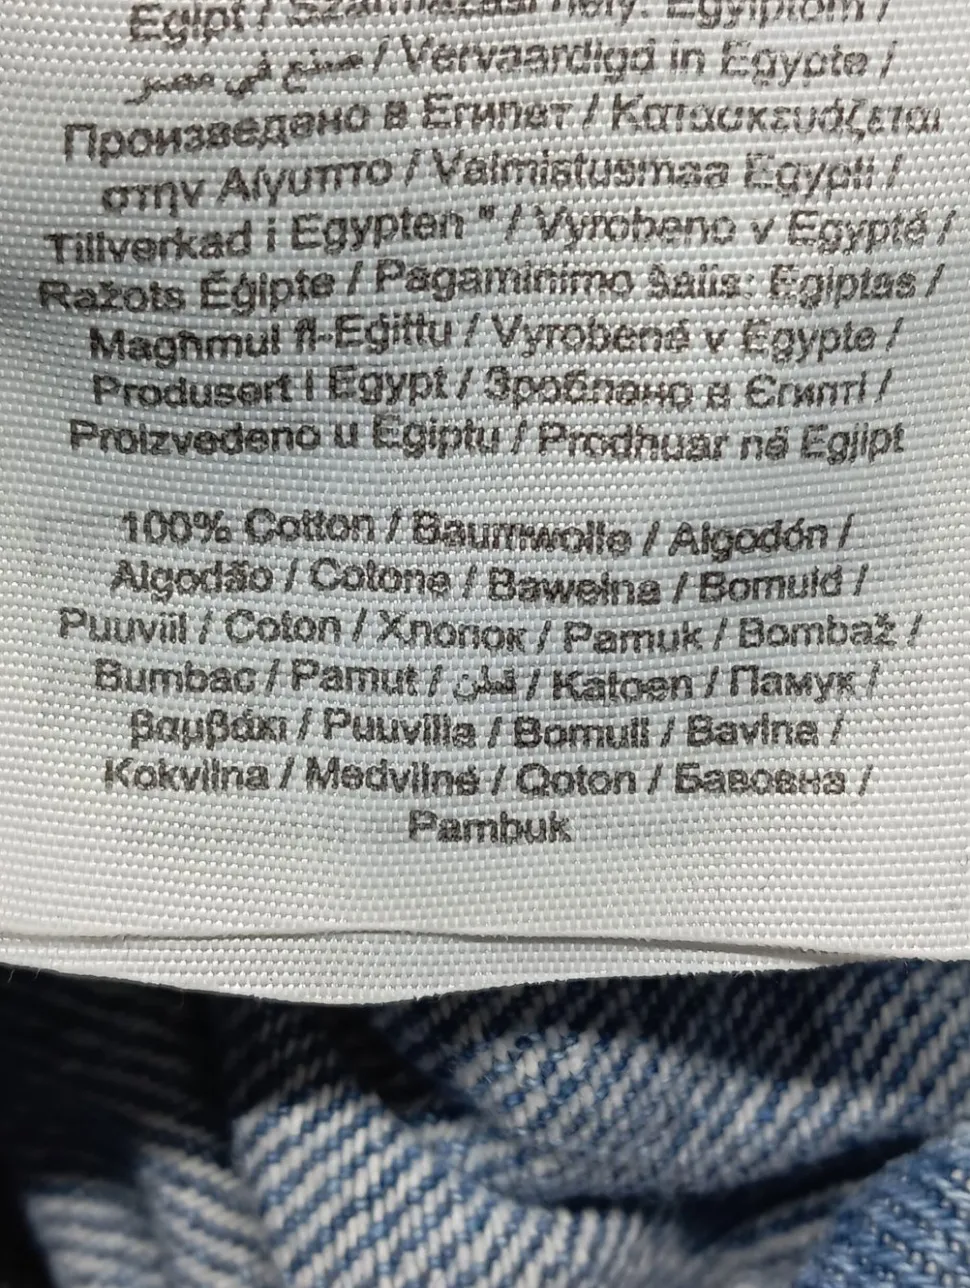 Egipt / Származási hely: Egyiptom /
صنع في مصر / Vervaardigd in Egypte /
Произведено в Египет / Κατασκευάζεται
στην Αίγυπτο / Valmistusmaa Egypti /
Tillverkad i Egypten " / Vyrobeno v Egyptě /
Ražots Ēģipte / Pagaminimo šalis: Egiptas /
Magħmul fl-Eġittu / Vyrobené v Egypte /
Produsert i Egypt / Зроблено в Єгипті /
Proizvedeno u Egiptu / Prodhuar në Egjipt
100% Cotton / Baumwolle / Algodón /
Algodão / Cotone / Bawełna / Bomuld /
Puuvill / Coton / Хлопок / Pamuk / Bombaž /
Bumbac / Pamut / قطن / Katoen / Памук /
βαμβάκι / Puuvilla / Bomull / Bavlna /
Kokvilna / Medvilnė / Qoton / Бавовна /
Pambuk